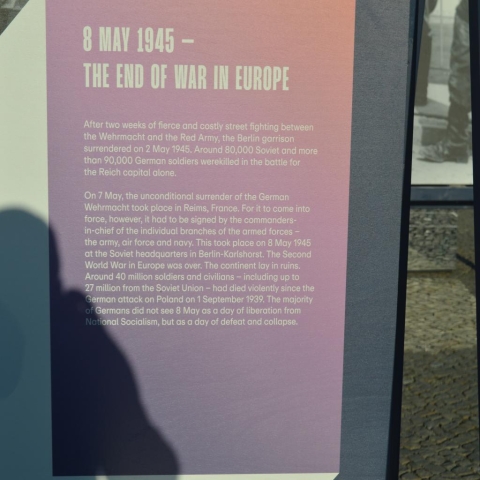 8 MAY 1945 –
THE END OF WAR IN EUROPE
After two weeks of fierce and costly street fighting between
the Wehrmacht and the Red Army, the Berlin garrison
surrendered on 2 May 1945. Around 80,000 Soviet and more
than 90,000 German soldiers werekilled in the battle for
the Reich capital alone.
On 7 May, the unconditional surrender of the German
Wehrmacht took place in Reims, France. For it to come into
force, however, it had to be signed by the commanders-
in-chief of the individual branches of the armed forces –
the army, air force and navy. This took place on 8 May 1945
at the Soviet headquarters in Berlin-Karlshorst. The Second
World War in Europe was over. The continent lay in ruins.
Around 40 million soldiers and civilians – including up to
27 million from the Soviet Union – had died violently since the
German attack on Poland on 1 September 1939. The majority
of Germans did not see 8 May as a day of liberation from
National Socialism, but as a day of defeat and collapse.